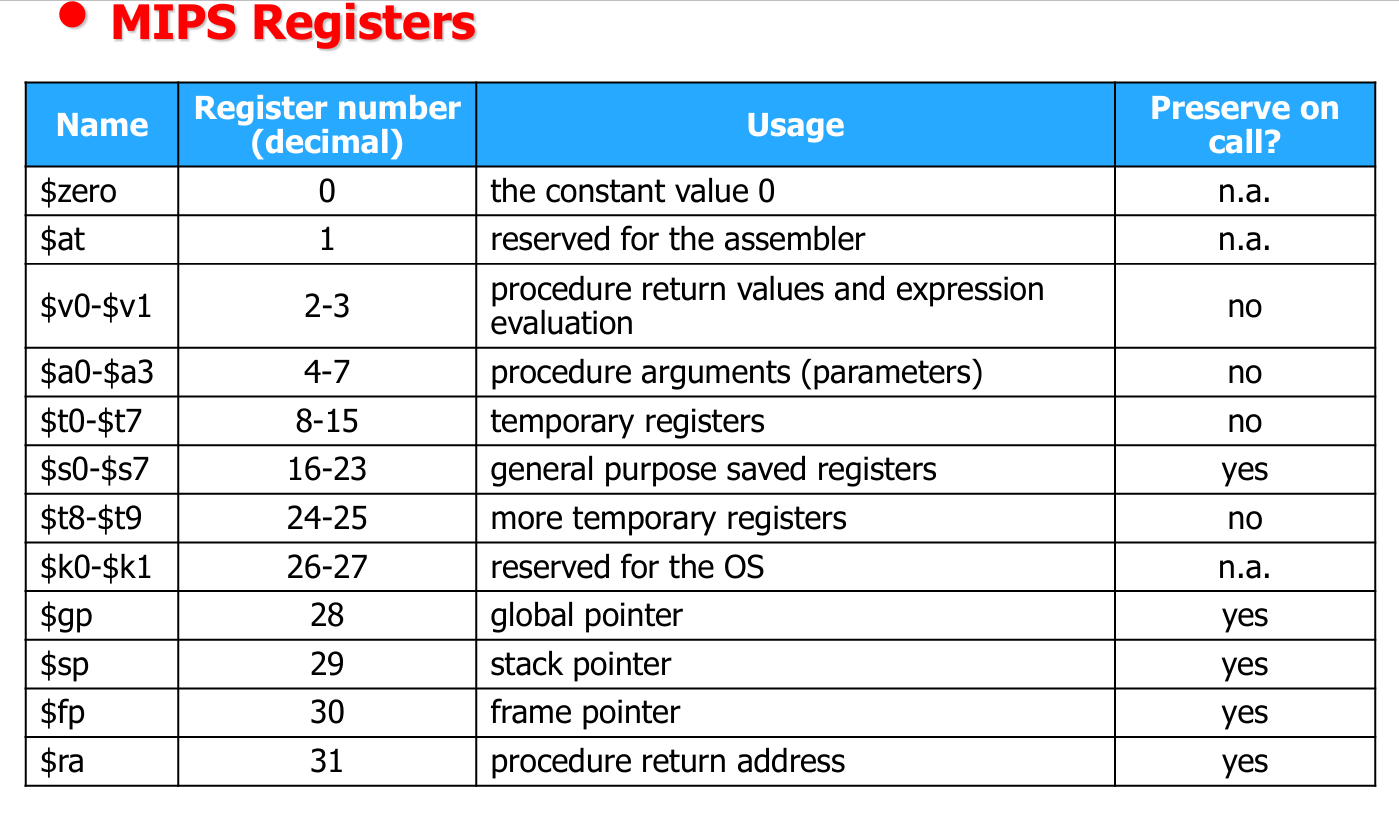 • MIPS Registers
Name Register number (decimal) Usage Preserve on call?
$zero 0 the constant value 0 n.a.
$at 1 reserved for the assembler n.a.
$v0-$v1 2-3 procedure return values and expression evaluation no
$a0-$a3 4-7 procedure arguments (parameters) no
$t0-$t7 8-15 temporary registers no
$s0-$s7 16-23 general purpose saved registers yes
$t8-$t9 24-25 more temporary registers no
$k0-$k1 26-27 reserved for the OS n.a.
$gp 28 global pointer yes
$sp 29 stack pointer yes
$fp 30 frame pointer yes
$ra 31 procedure return address yes